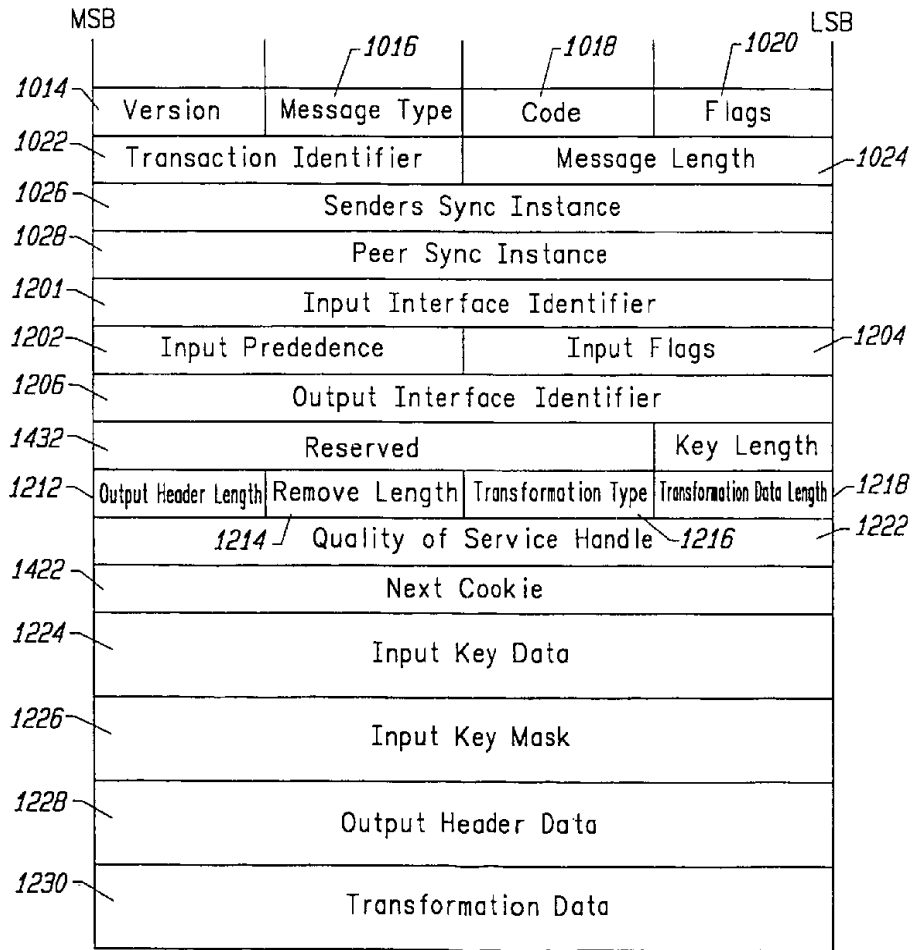 MSB LSB
1016 1018 1020
1014 Version Message Type Code Flags
1022 Transaction Identifier Message Length 1024
1026 Senders Sync Instance
1028 Peer Sync Instance
1201 Input Interface Identifier
1202 Input Prededence Input Flags 1204
1206 Output Interface Identifier
1432 Reserved Key Length
1212 Output Header Length Remove Length Transformation Type Transformation Data Length 1218
1214 Quality of Service Handle 1216 1222
1422 Next Cookie
1224 Input Key Data
1226 Input Key Mask
1228 Output Header Data
1230 Transformation Data